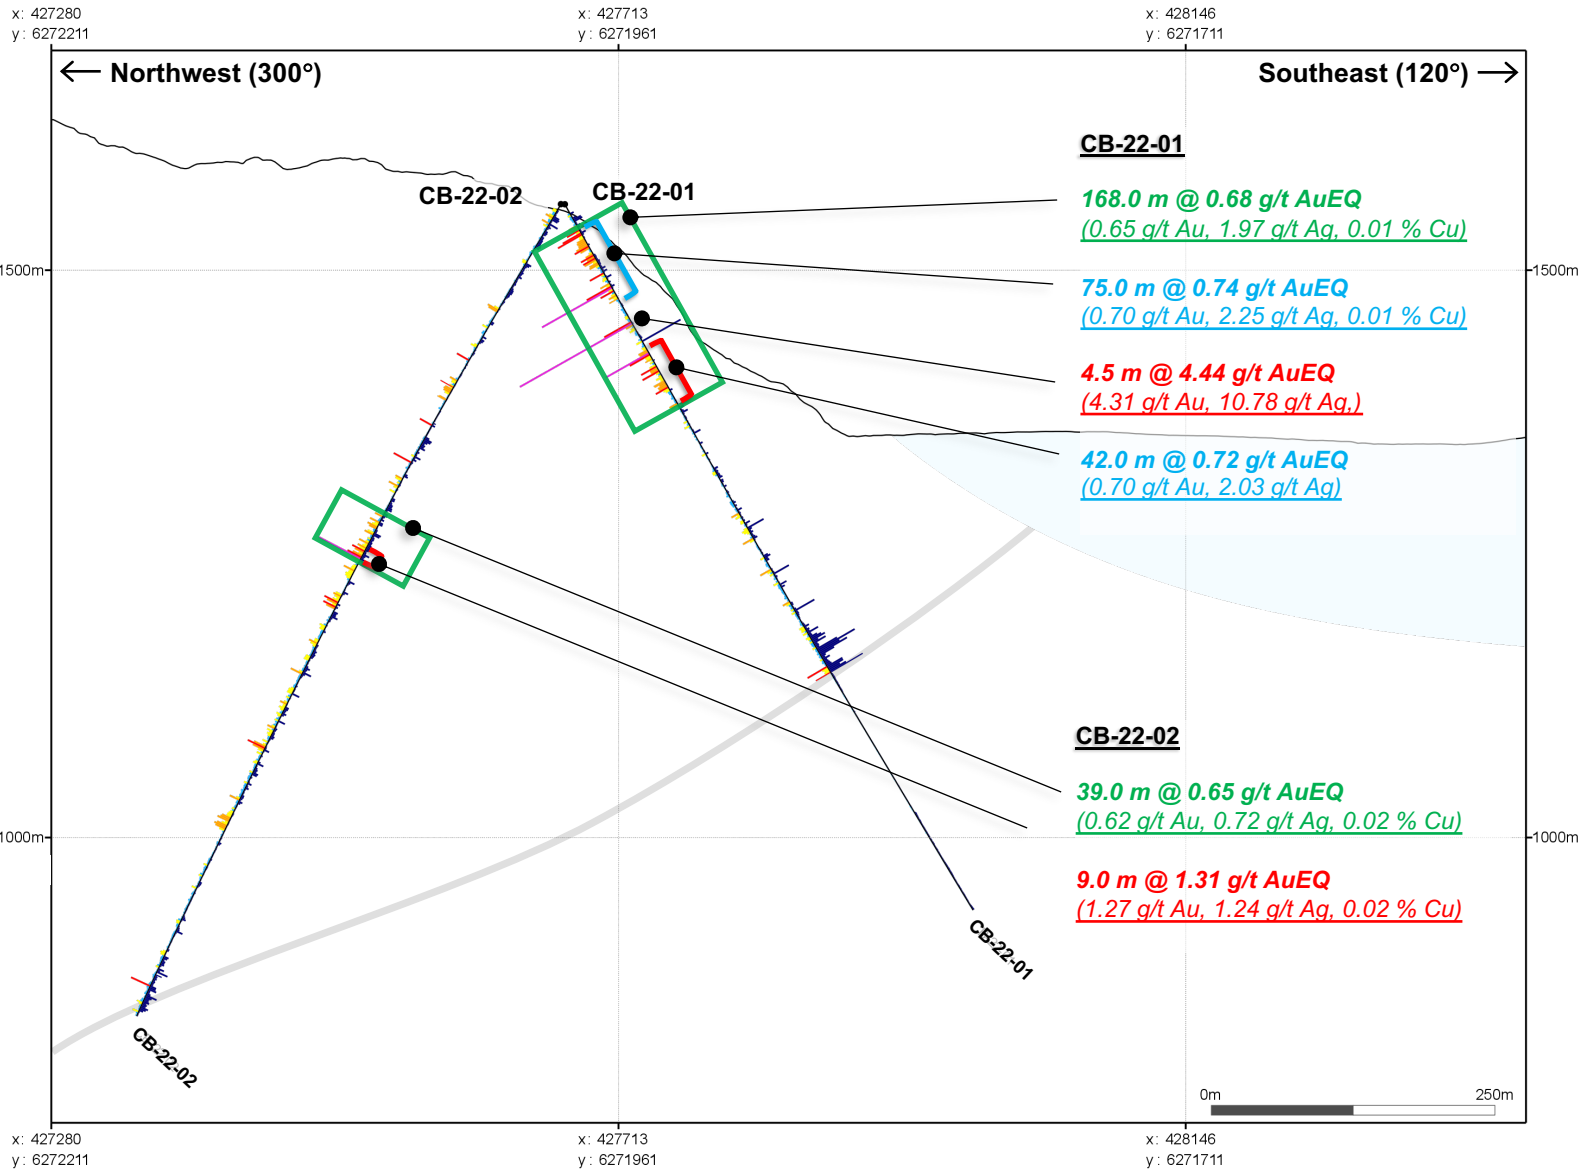 x: 427280
y: 6272211
x: 427713
y: 6271961
x: 428146
y: 6271711
← Northwest (300°)
Southeast (120°) →
CB-22-01
CB-22-02
CB-22-01
168.0 m @ 0.68 g/t AuEQ
(0.65 g/t Au, 1.97 g/t Ag, 0.01 % Cu)
1500m
1500m
75.0 m @ 0.74 g/t AuEQ
(0.70 g/t Au, 2.25 g/t Ag, 0.01 % Cu)
4.5 m @ 4.44 g/t AuEQ
(4.31 g/t Au, 10.78 g/t Ag,)
42.0 m @ 0.72 g/t AuEQ
(0.70 g/t Au, 2.03 g/t Ag)
CB-22-02
39.0 m @ 0.65 g/t AuEQ
(0.62 g/t Au, 0.72 g/t Ag, 0.02 % Cu)
1000m
1000m
9.0 m @ 1.31 g/t AuEQ
(1.27 g/t Au, 1.24 g/t Ag, 0.02 % Cu)
CB-22-01
CB-22-02
0m
250m
x: 427280
y: 6272211
x: 427713
y: 6271961
x: 428146
y: 6271711